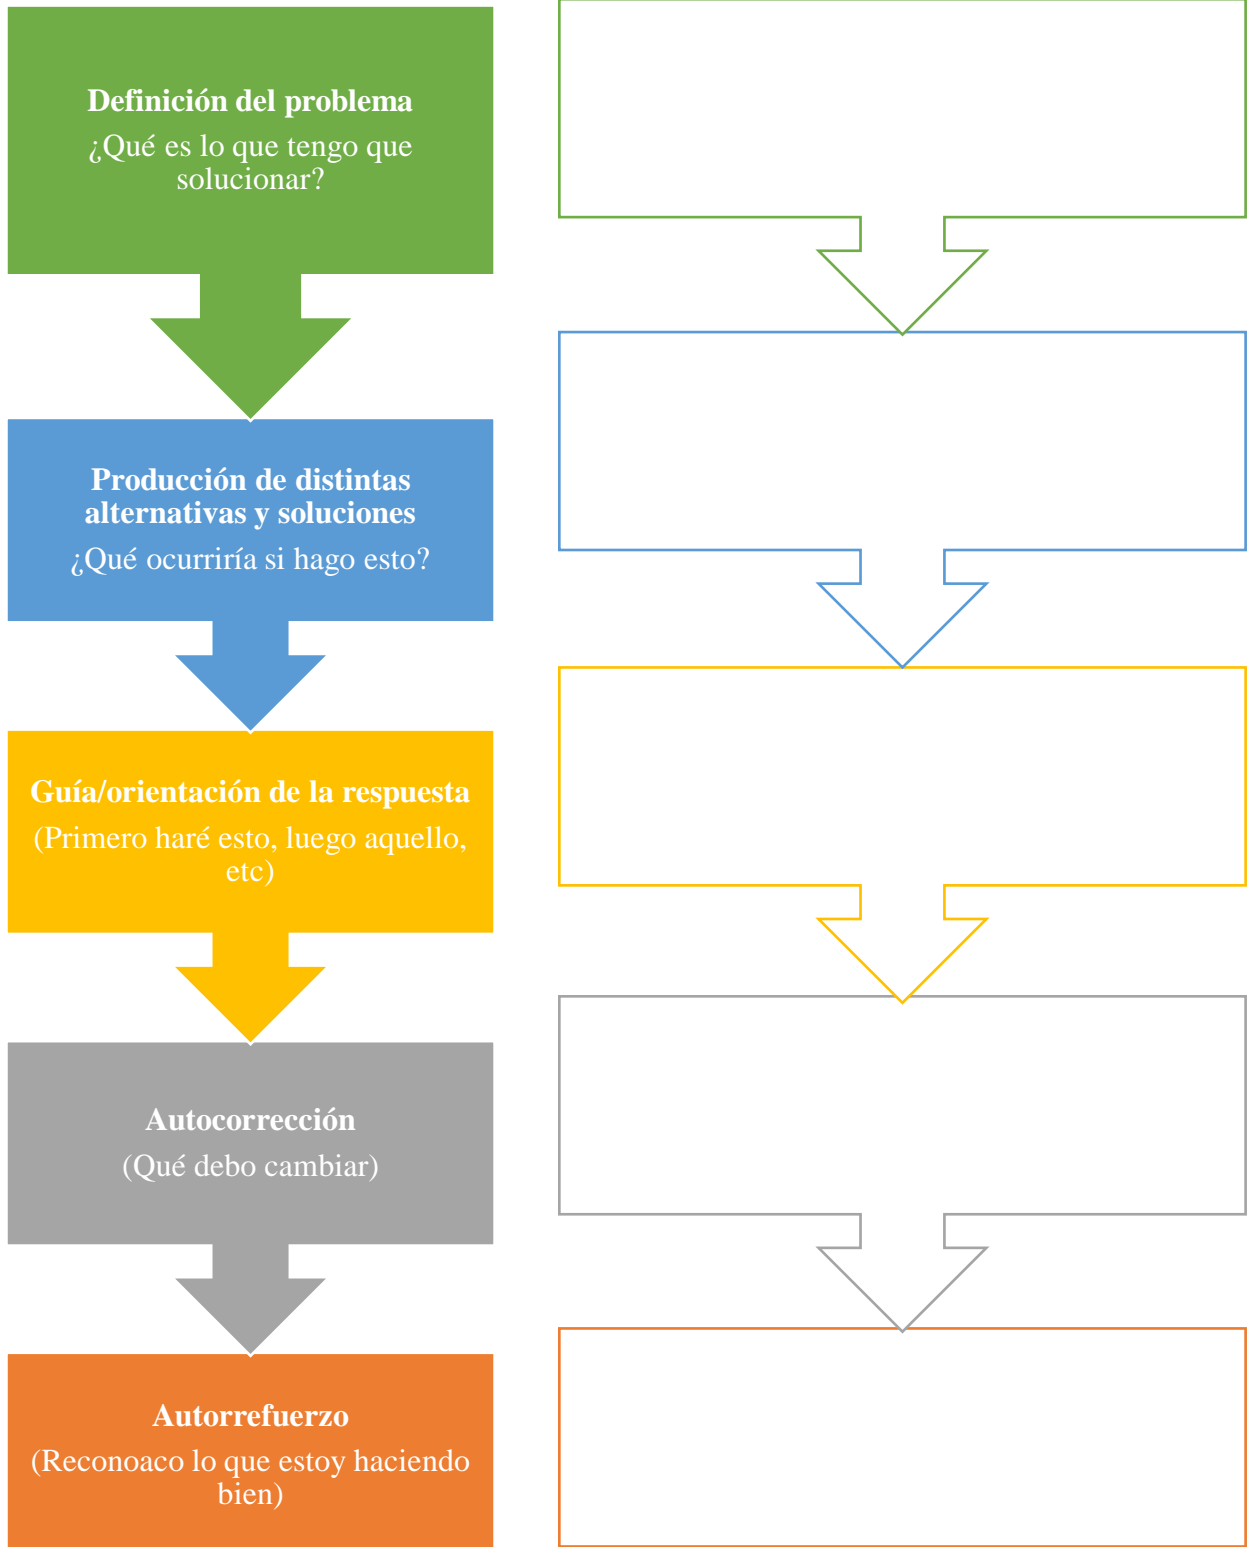 Definición del problema
¿Qué es lo que tengo que
solucionar?
Producción de distintas
alternativas y soluciones
¿Qué ocurriría si hago esto?
Guía/orientación de la respuesta
(Primero haré esto, luego aquello,
etc)
Autocorrección
(Qué debo cambiar)
Autorrefuerzo
(Reconoaco lo que estoy haciendo
bien)